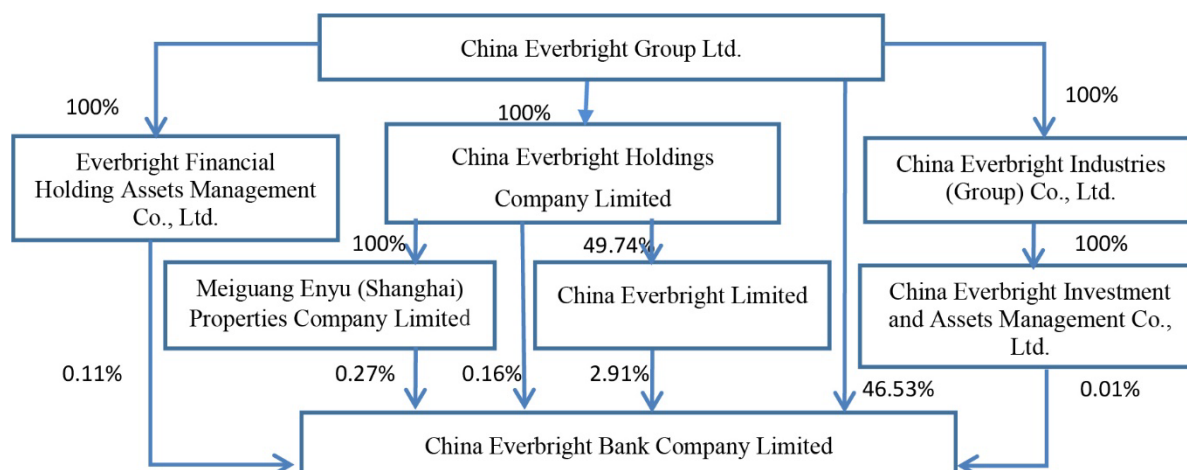 China Everbright Group Ltd.
100%
100%
100%
Everbright Financial
Holding Assets Management
Co., Ltd.
China Everbright Holdings
Company Limited
China Everbright Industries
(Group) Co., Ltd.
100%
49.74%
100%
Meiguang Enyu (Shanghai)
Properties Company Limited
China Everbright Limited
China Everbright Investment
and Assets Management Co.,
Ltd.
0.11%
0.27%
0.16%
2.91%
46.53%
0.01%
China Everbright Bank Company Limited